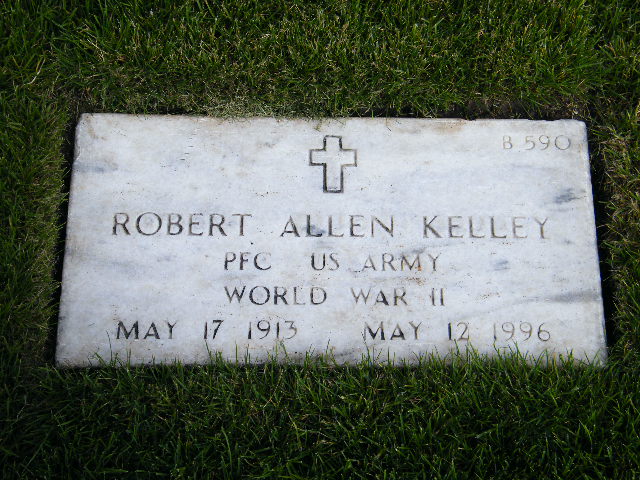 B 590
ROBERT ALLEN KELLEY
PFC US ARMY
WORLD WAR II
MAY 17 1913 MAY 12 1996